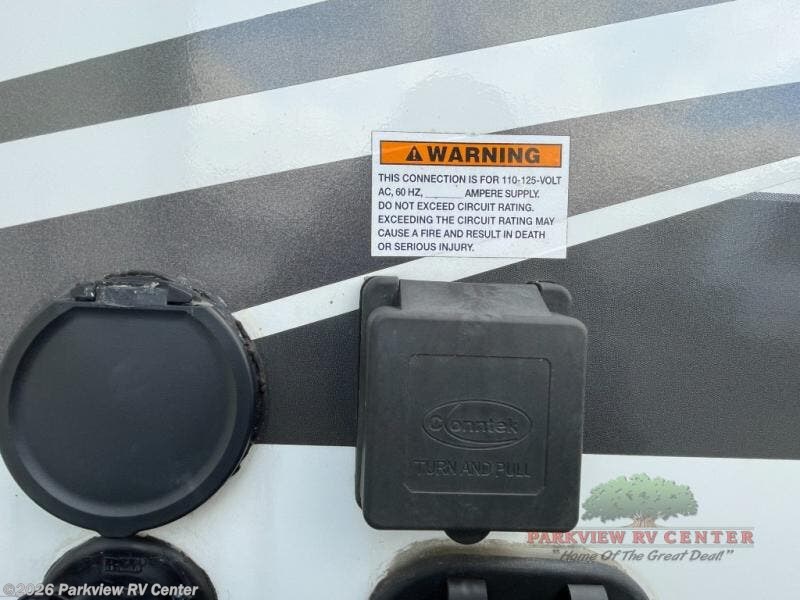 WARNING
THIS CONNECTION IS FOR 110-125-VOLT
AC, 60 HZ, ______ AMPERE SUPPLY.
DO NOT EXCEED CIRCUIT RATING.
EXCEEDING THE CIRCUIT RATING MAY
CAUSE A FIRE AND RESULT IN DEATH
OR SERIOUS INJURY.
Conntek
TURN AND PULL
PARKVIEW RV CENTER
"Home Of The Great Deal!"
©2026 Parkview RV Center